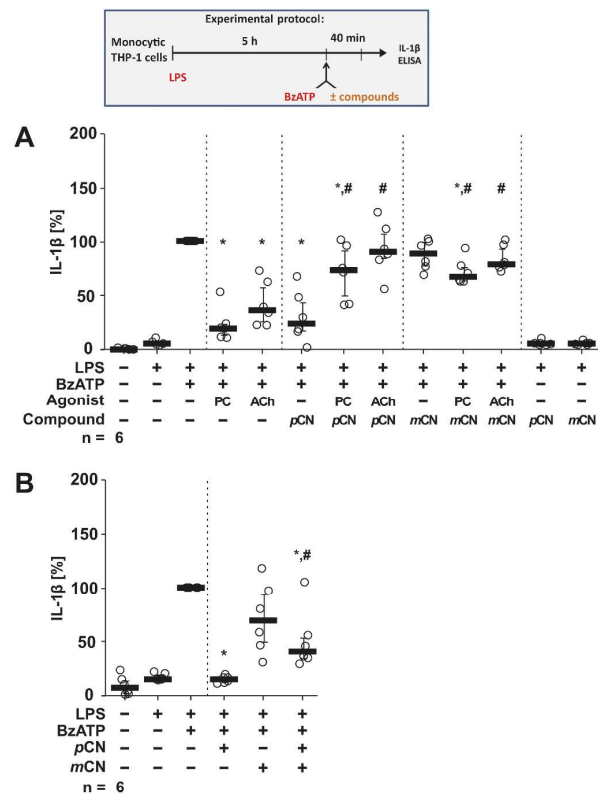 Experimental protocol:
Monocytic THP-1 cells
5 h
40 min
IL-1β ELISA
LPS
BzATP
± compounds
A
IL-1β [%]
200
150
100
50
0
* * * *,# # *,# #
LPS – + + + + + + + + + + + +
BzATP – – + + + + + + + + + – –
Agonist – – – PC ACh – PC ACh – PC ACh – –
Compound – – – – – pCN pCN pCN mCN mCN mCN pCN mCN
n = 6
B
IL-1β [%]
200
150
100
50
0
* *,#
LPS – + + + + +
BzATP – – + + + +
pCN – – – + – +
mCN – – – – + +
n = 6